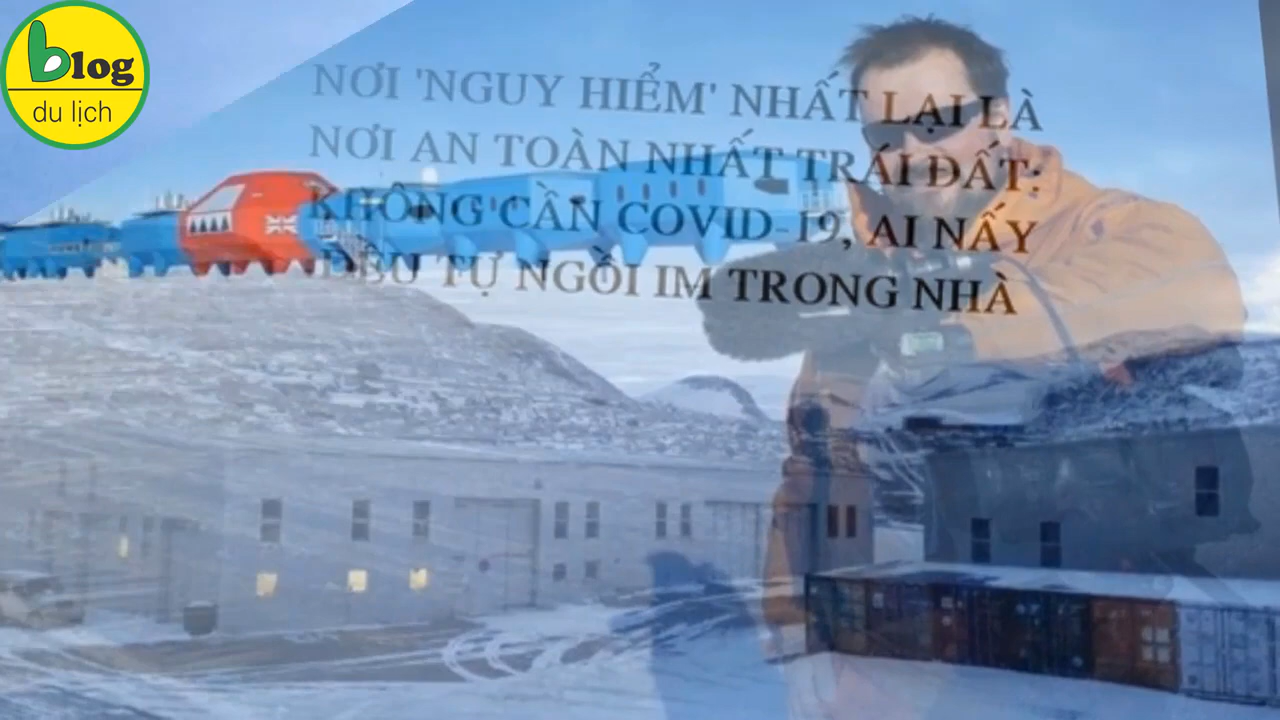 blog
du lịch
NƠI 'NGUY HIỂM' NHẤT LẠI LÀ
NƠI AN TOÀN NHẤT TRÁI ĐẤT:
KHÔNG CẦN COVID-19, AI NẤY
ĐỀU TỰ NGỒI IM TRONG NHÀ